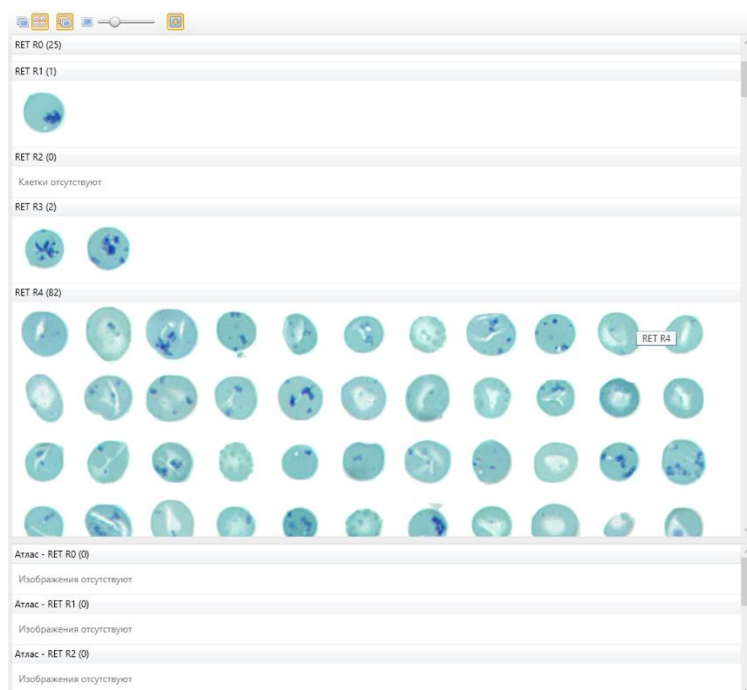 RET R0 (25)
RET R1 (1)
RET R2 (0)
Клетки отсутствуют
RET R3 (2)
RET R4 (82)
RET R4
Атлас - RET R0 (0)
Изображения отсутствуют
Атлас - RET R1 (0)
Изображения отсутствуют
Атлас - RET R2 (0)
Изображения отсутствуют